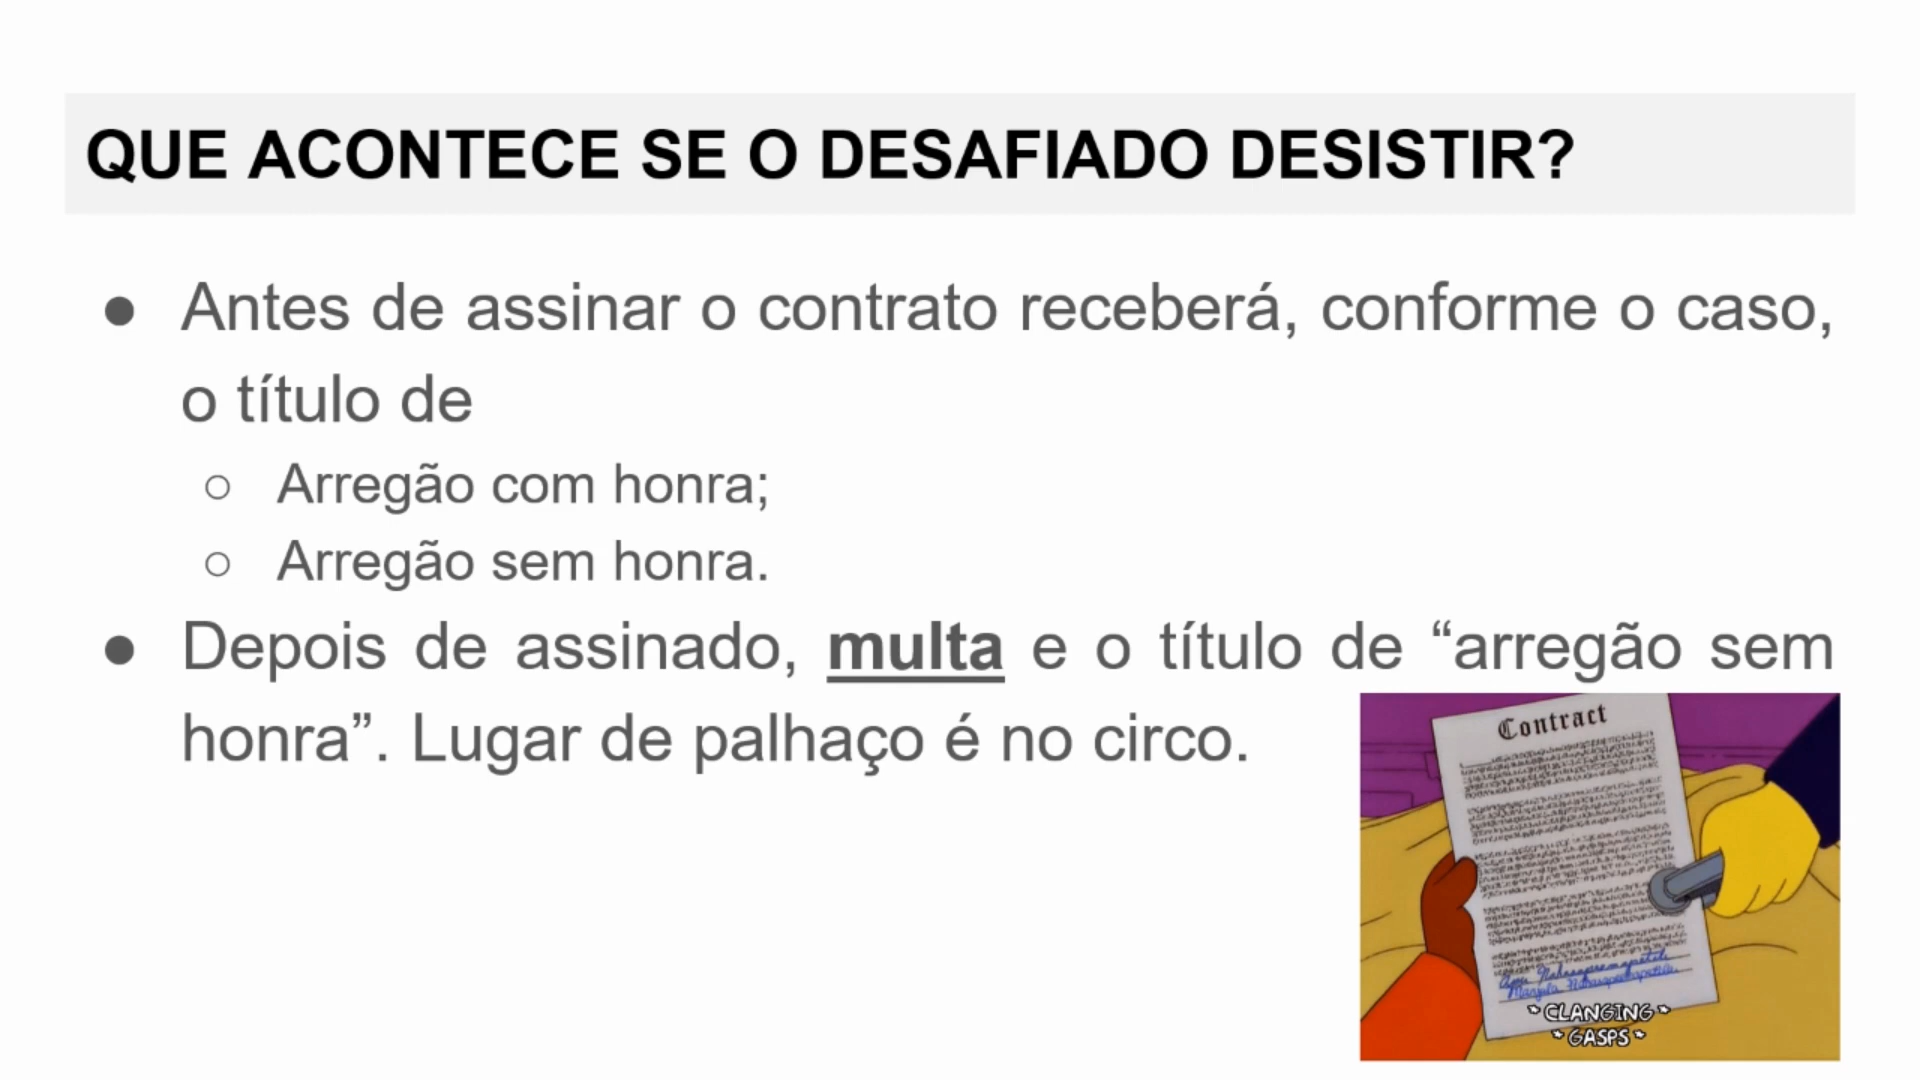 QUE ACONTECE SE O DESAFIADO DESISTIR?
● Antes de assinar o contrato receberá, conforme o caso,
o título de
○ Arregão com honra;
○ Arregão sem honra.
● Depois de assinado, multa e o título de “arregão sem
honra”. Lugar de palhaço é no circo.
Contract
* CLANGING *
* GASPS *